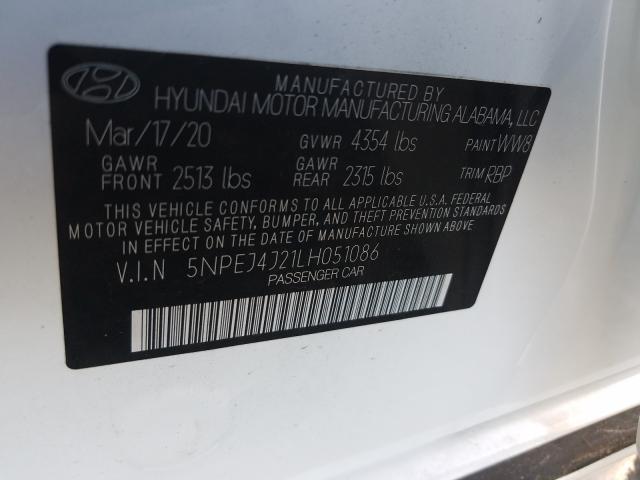 MANUFACTURED BY
HYUNDAI MOTOR MANUFACTURING ALABAMA, LLC
Mar/17/20 GVWR 4354 lbs PAINT WW8
GAWR FRONT 2513 lbs GAWR REAR 2315 lbs TRIM RBP
THIS VEHICLE CONFORMS TO ALL APPLICABLE U.S.A. FEDERAL
MOTOR VEHICLE SAFETY, BUMPER, AND THEFT PREVENTION STANDARDS
IN EFFECT ON THE DATE OF MANUFACTURE SHOWN ABOVE.
V.I.N 5NPEJ4J21LH051086
PASSENGER CAR